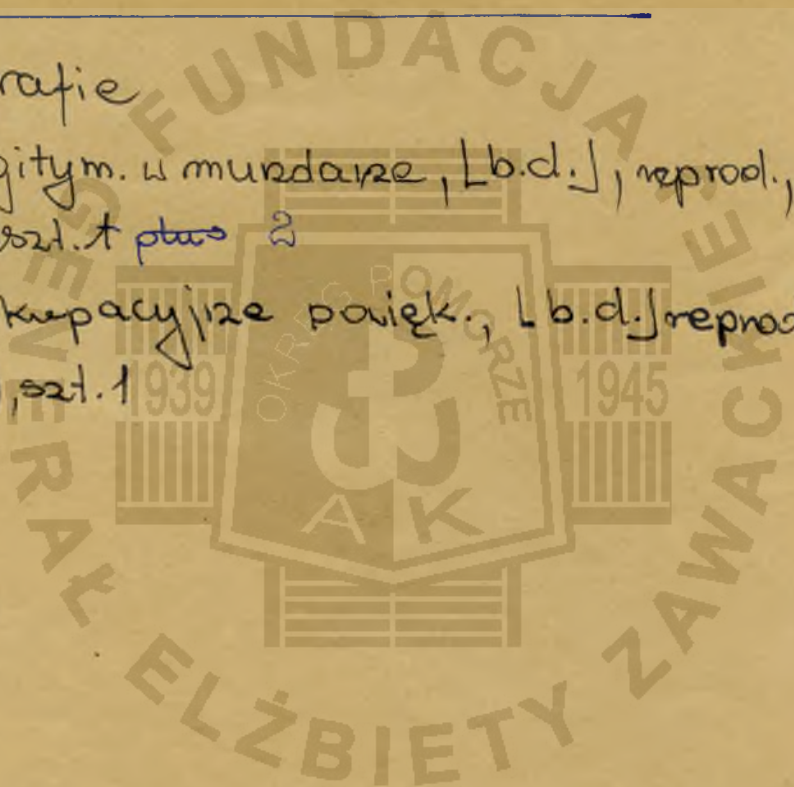 rafie
gitym. w mundurze, [b.d.], reprod.,
szt. 1 plus 2
kupacyjne powięk., [b.d.] reprod
, szt. 1
FUNDACJA
GENERAŁ ELŻBIETY ZAWACKIEJ
OKRĘG POMORZE
1939 1945
AK